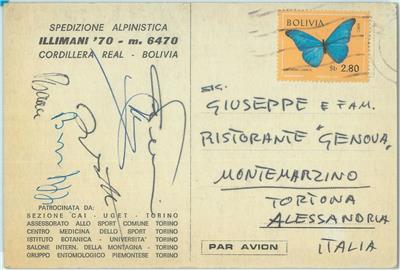 SPEDIZIONE ALPINISTICA
ILLIMANI '70 - m. 6470
CORDILLERA REAL - BOLIVIA
BOLIVIA
$b. 2.80
SIG.
GIUSEPPE E FAM.
RISTORANTE "GENOVA"
MONTEMARZINO
TORTONA
ALESSANDRIA
ITALIA
PATROCINATA DA:
SEZIONE CAI - UGET - TORINO
ASSESSORATO ALLO SPORT COMUNE TORINO
CENTRO MEDICINA DELLO SPORT TORINO
ISTITUTO BOTANICA - UNIVERSITA' TORINO
SALONE INTERN. DELLA MONTAGNA - TORINO
GRUPPO ENTOMOLOGICO PIEMONTESE TORINO
PAR AVION